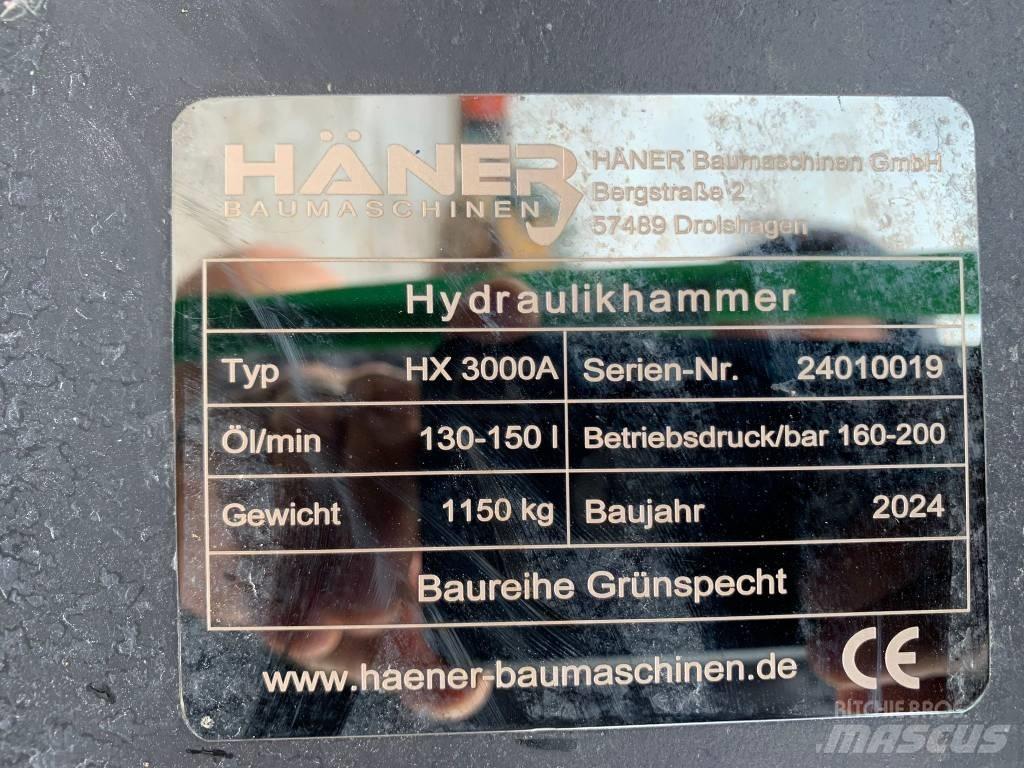 HÄNER
BAUMASCHINEN
HÄNER Baumaschinen GmbH
Bergstraße 2
57489 Drolshagen
Hydraulikhammer
Typ HX 3000A Serien-Nr. 24010019
Öl/min 130-150 l Betriebsdruck/bar 160-200
Gewicht 1150 kg Baujahr 2024
Baureihe Grünspecht
www.haener-baumaschinen.de CE
RITCHIE BROS
MASCUS